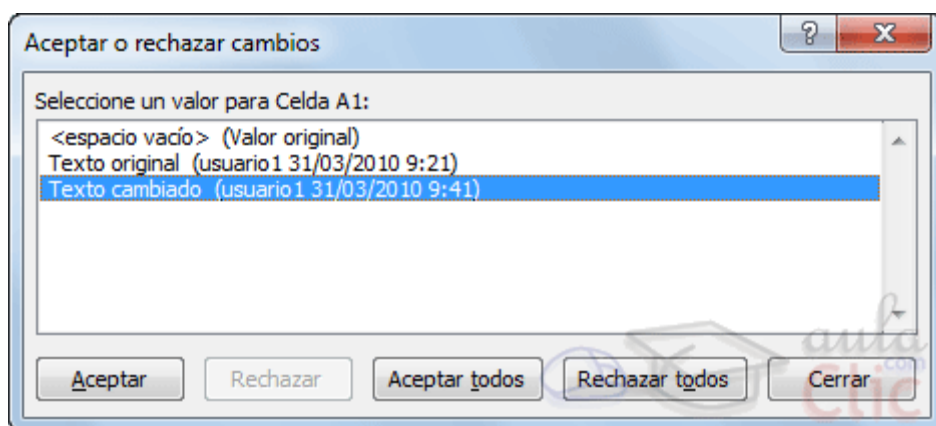 Aceptar o rechazar cambios
Seleccione un valor para Celda A1:
<espacio vacío> (Valor original)
Texto original (usuario1 31/03/2010 9:21)
Texto cambiado (usuario1 31/03/2010 9:41)
Aceptar Rechazar Aceptar todos Rechazar todos Cerrar
aula
Clic
com